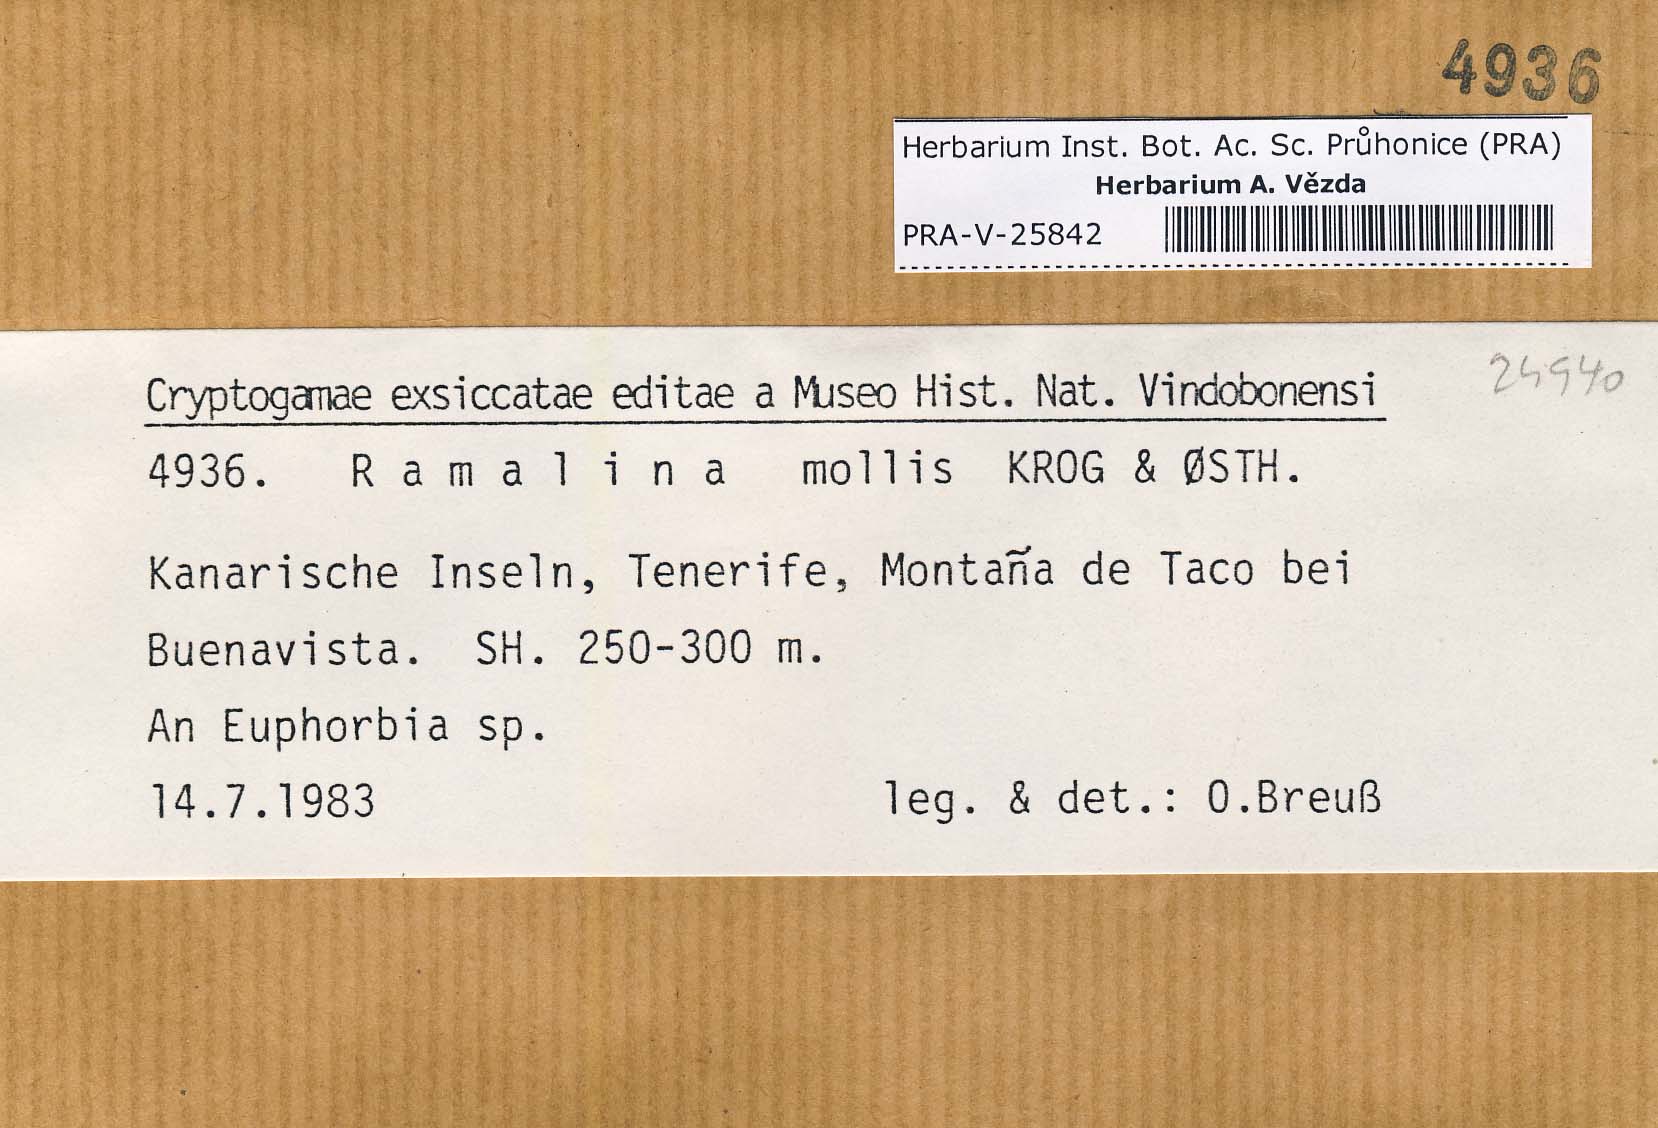 4936
Herbarium Inst. Bot. Ac. Sc. Průhonice (PRA)
Herbarium A. Vězda
PRA-V-25842
24940
Cryptogamae exsiccatae editae a Museo Hist. Nat. Vindobonensi
4936. Ramalina mollis KROG & ØSTH.
Kanarische Inseln, Tenerife, Montaña de Taco bei
Buenavista. SH. 250-300 m.
An Euphorbia sp.
14.7.1983 leg. & det.: O.Breuß